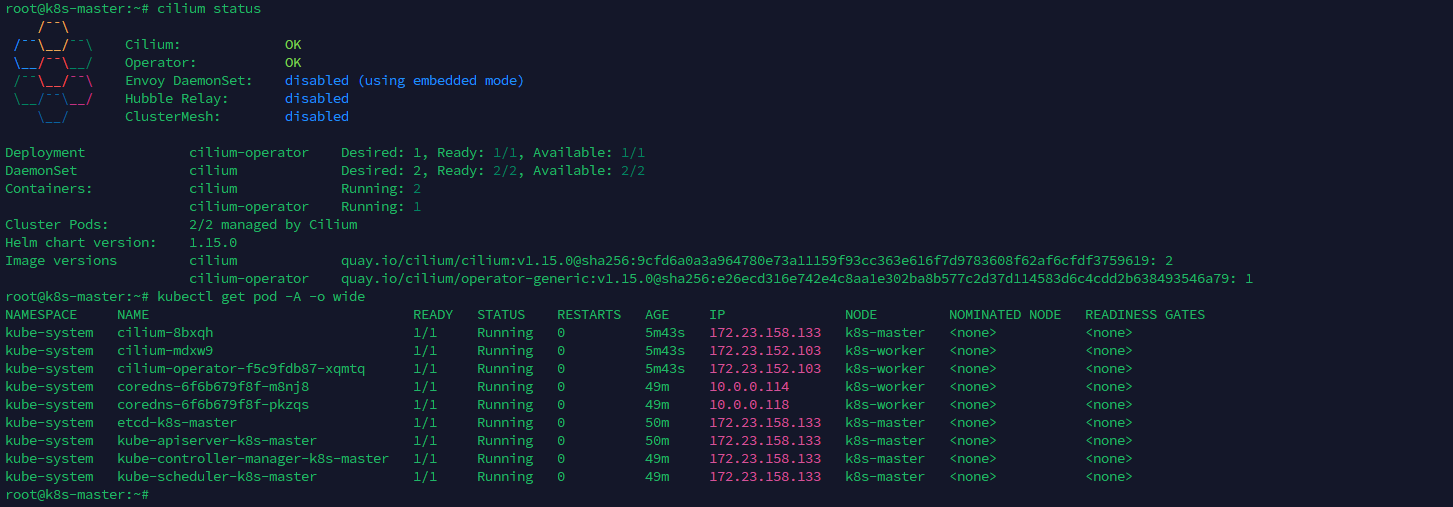 root@k8s-master:~# cilium status
    /¯¯\
 /¯¯\__/¯¯\    Cilium:             OK
 \__/¯¯\__/    Operator:           OK
 /¯¯\__/¯¯\    Envoy DaemonSet:    disabled (using embedded mode)
 \__/¯¯\__/    Hubble Relay:       disabled
    \__/       ClusterMesh:        disabled
Deployment             cilium-operator    Desired: 1, Ready: 1/1, Available: 1/1
DaemonSet              cilium             Desired: 2, Ready: 2/2, Available: 2/2
Containers:            cilium             Running: 2
                       cilium-operator    Running: 1
Cluster Pods:          2/2 managed by Cilium
Helm chart version:    1.15.0
Image versions         cilium             quay.io/cilium/cilium:v1.15.0@sha256:9cfd6a0a3a964780e73a11159f93cc363e616f7d9783608f62af6cfdf3759619: 2
                       cilium-operator    quay.io/cilium/operator-generic:v1.15.0@sha256:e26ecd316e742e4c8aa1e302ba8b577c2d37d114583d6c4cdd2b638493546a79: 1
root@k8s-master:~# kubectl get pod -A -o wide
NAMESPACE     NAME                                 READY   STATUS    RESTARTS   AGE     IP               NODE         NOMINATED NODE   READINESS GATES
kube-system   cilium-8bxqh                         1/1     Running   0          5m43s   172.23.158.133   k8s-master   <none>           <none>
kube-system   cilium-mdxw9                         1/1     Running   0          5m43s   172.23.152.103   k8s-worker   <none>           <none>
kube-system   cilium-operator-f5c9fdb87-xqmtq      1/1     Running   0          5m43s   172.23.152.103   k8s-worker   <none>           <none>
kube-system   coredns-6f6b679f8f-m8nj8             1/1     Running   0          49m     10.0.0.114       k8s-worker   <none>           <none>
kube-system   coredns-6f6b679f8f-pkzqs             1/1     Running   0          49m     10.0.0.118       k8s-worker   <none>           <none>
kube-system   etcd-k8s-master                      1/1     Running   0          50m     172.23.158.133   k8s-master   <none>           <none>
kube-system   kube-apiserver-k8s-master            1/1     Running   0          50m     172.23.158.133   k8s-master   <none>           <none>
kube-system   kube-controller-manager-k8s-master   1/1     Running   0          49m     172.23.158.133   k8s-master   <none>           <none>
kube-system   kube-scheduler-k8s-master            1/1     Running   0          49m     172.23.158.133   k8s-master   <none>           <none>
root@k8s-master:~#